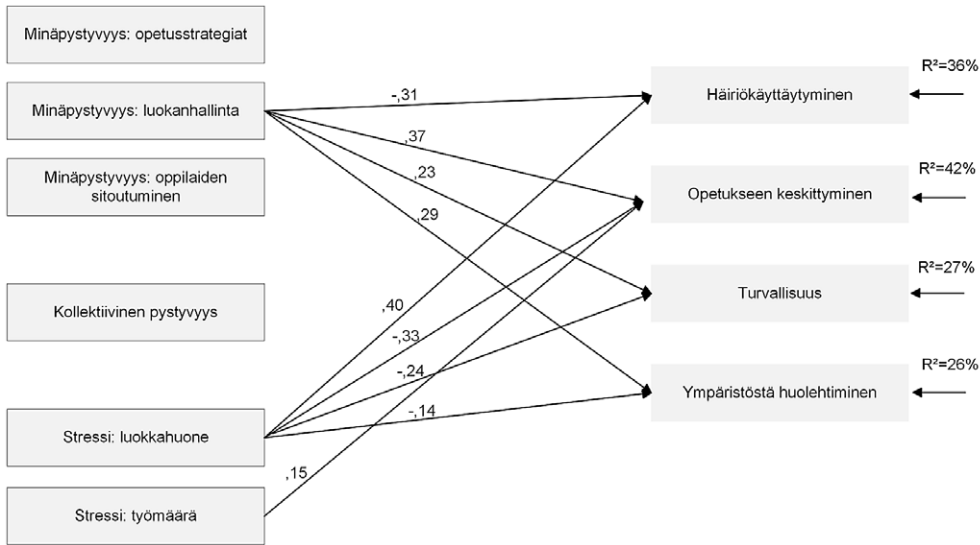 Minäpystyvyys: opetusstrategiat
Minäpystyvyys: luokanhallinta
Minäpystyvyys: oppilaiden
sitoutuminen
Kollektiivinen pystyvyys
Stressi: luokkahuone
Stressi: työmäärä
-,31
,37
,23
,29
,40
-,33
-,24
-,14
,15
Häiriökäyttäytyminen
R²=36%
Opetukseen keskittyminen
R²=42%
Turvallisuus
R²=27%
Ympäristöstä huolehtiminen
R²=26%